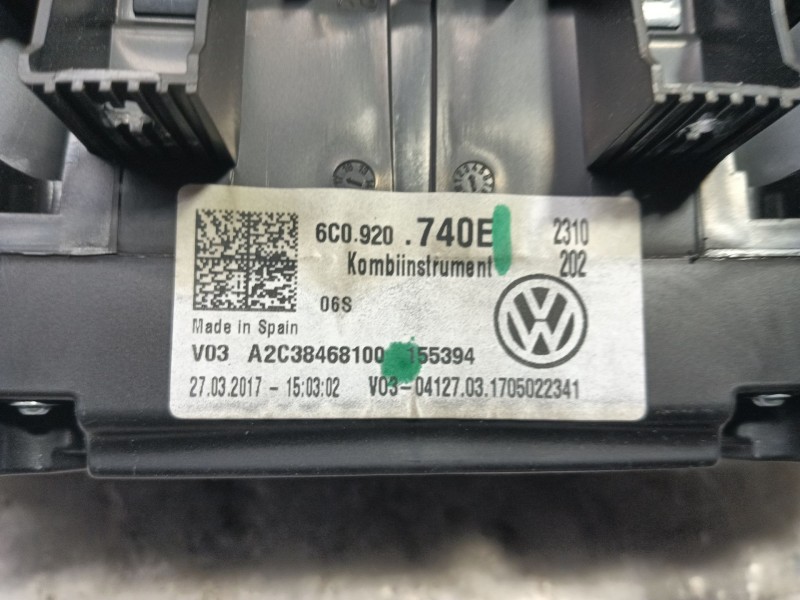 6C0.920 .740E 2310
Kombiinstrument 202
06S
Made in Spain
V03 A2C38468100 155394
27.03.2017 - 15:03:02 V03-04127.03.1705022341